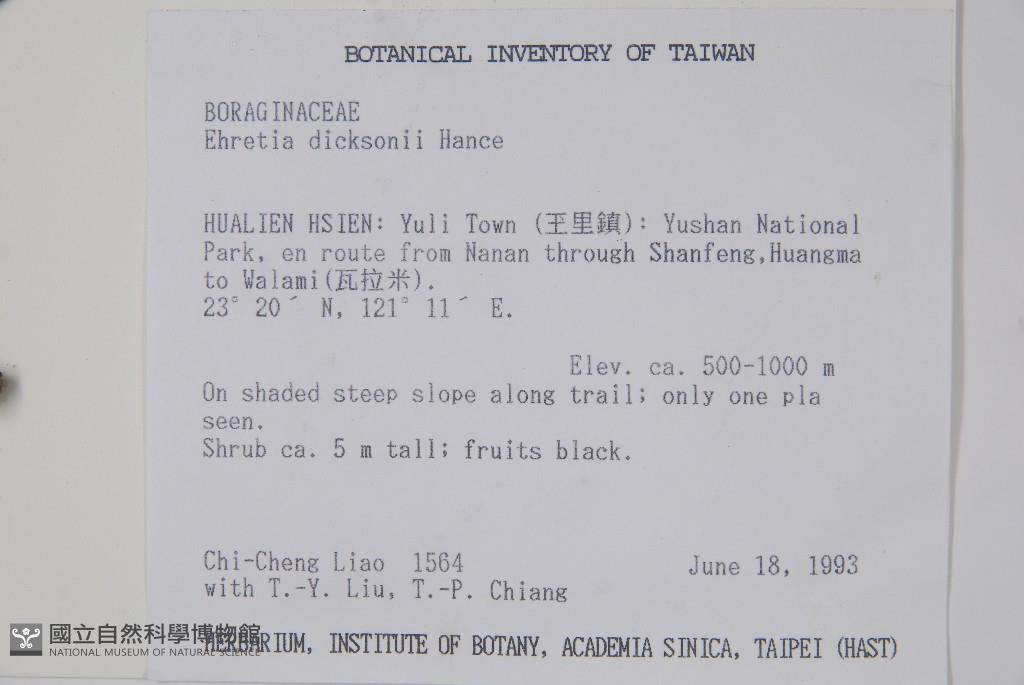 BOTANICAL INVENTORY OF TAIWAN
BORAGINACEAE
Ehretia dicksonii Hance
HUALIEN HSIEN: Yuli Town (玉里鎮): Yushan National
Park, en route from Nanan through Shanfeng,Huangma
to Walami(瓦拉米).
23° 20´ N, 121° 11´ E.
Elev. ca. 500-1000 m
On shaded steep slope along trail; only one pla
seen.
Shrub ca. 5 m tall; fruits black.
Chi-Cheng Liao 1564 June 18, 1993
with T.-Y. Liu, T.-P. Chiang
HERBARIUM, INSTITUTE OF BOTANY, ACADEMIA SINICA, TAIPEI (HAST)
國立自然科學博物館
NATIONAL MUSEUM OF NATURAL SCIENCE